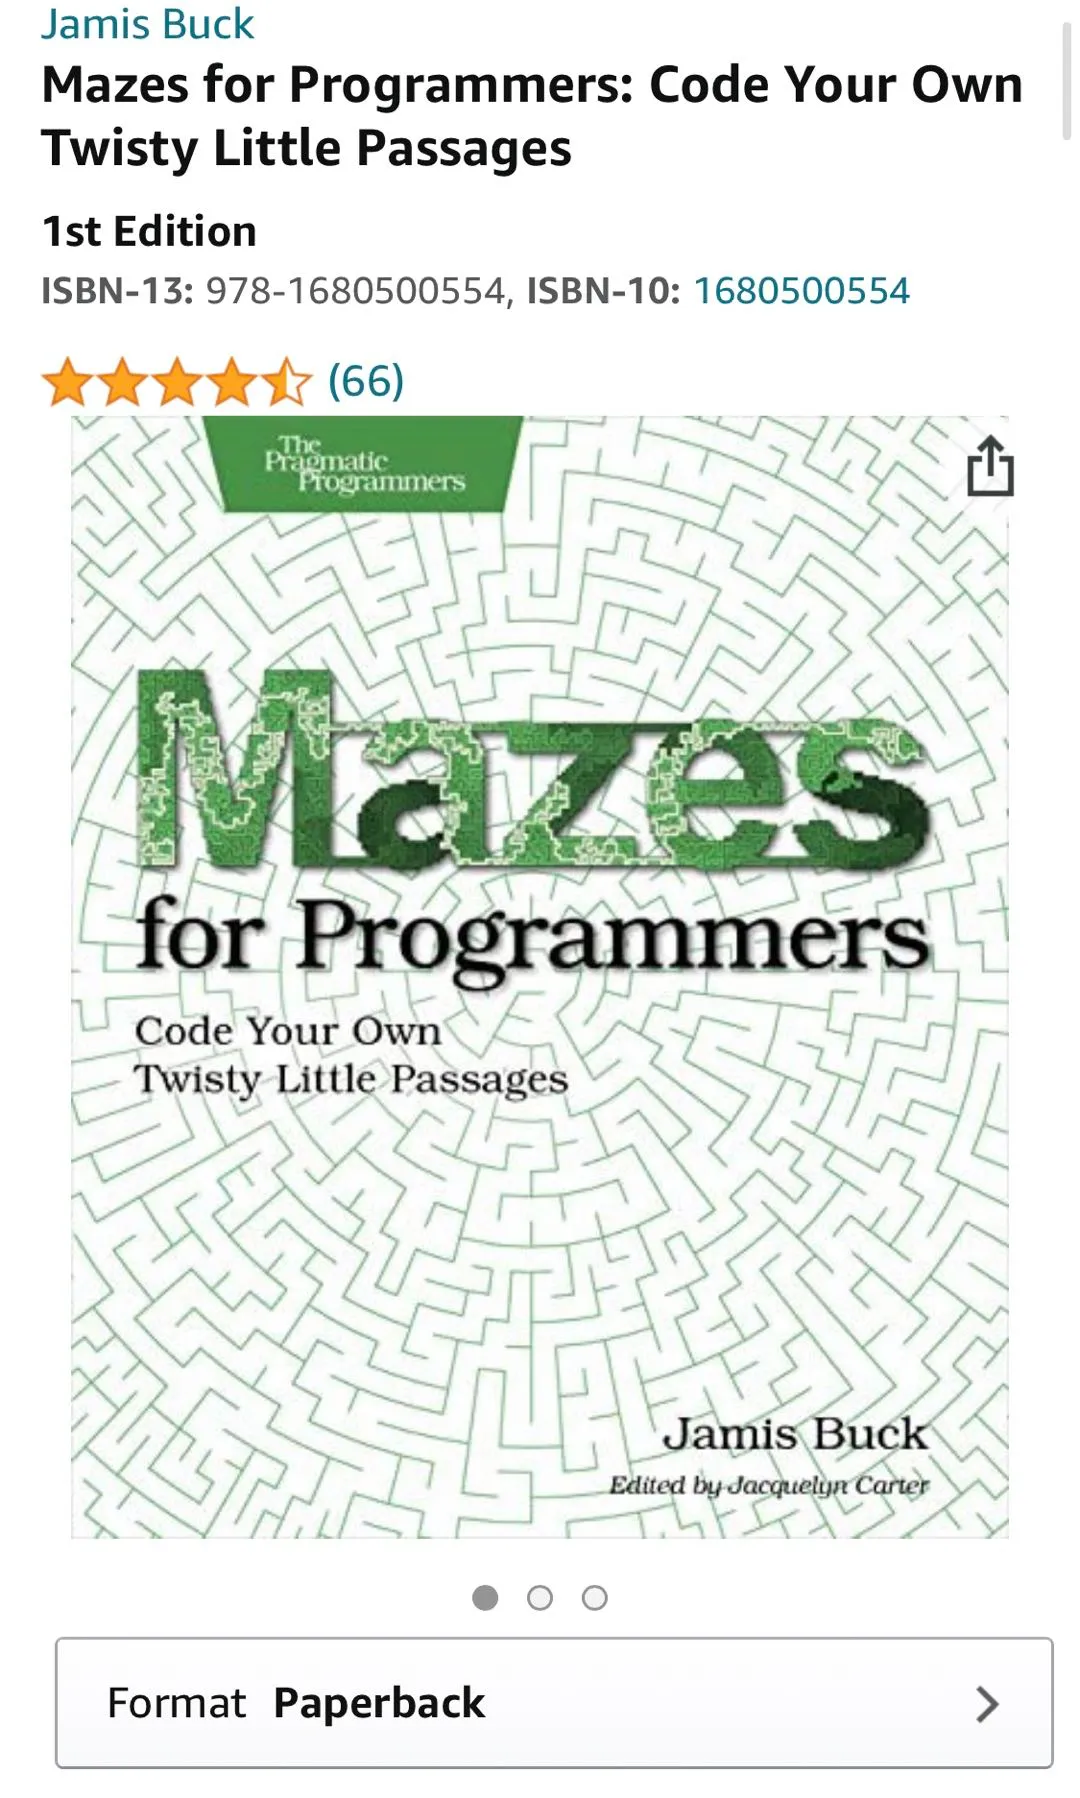 Jamis Buck
Mazes for Programmers: Code Your Own
Twisty Little Passages
1st Edition
ISBN-13: 978-1680500554, ISBN-10: 1680500554
(66)
The
Pragmatic
Programmers
Mazes
for Programmers
Code Your Own
Twisty Little Passages
Jamis Buck
Edited by Jacquelyn Carter
Format Paperback